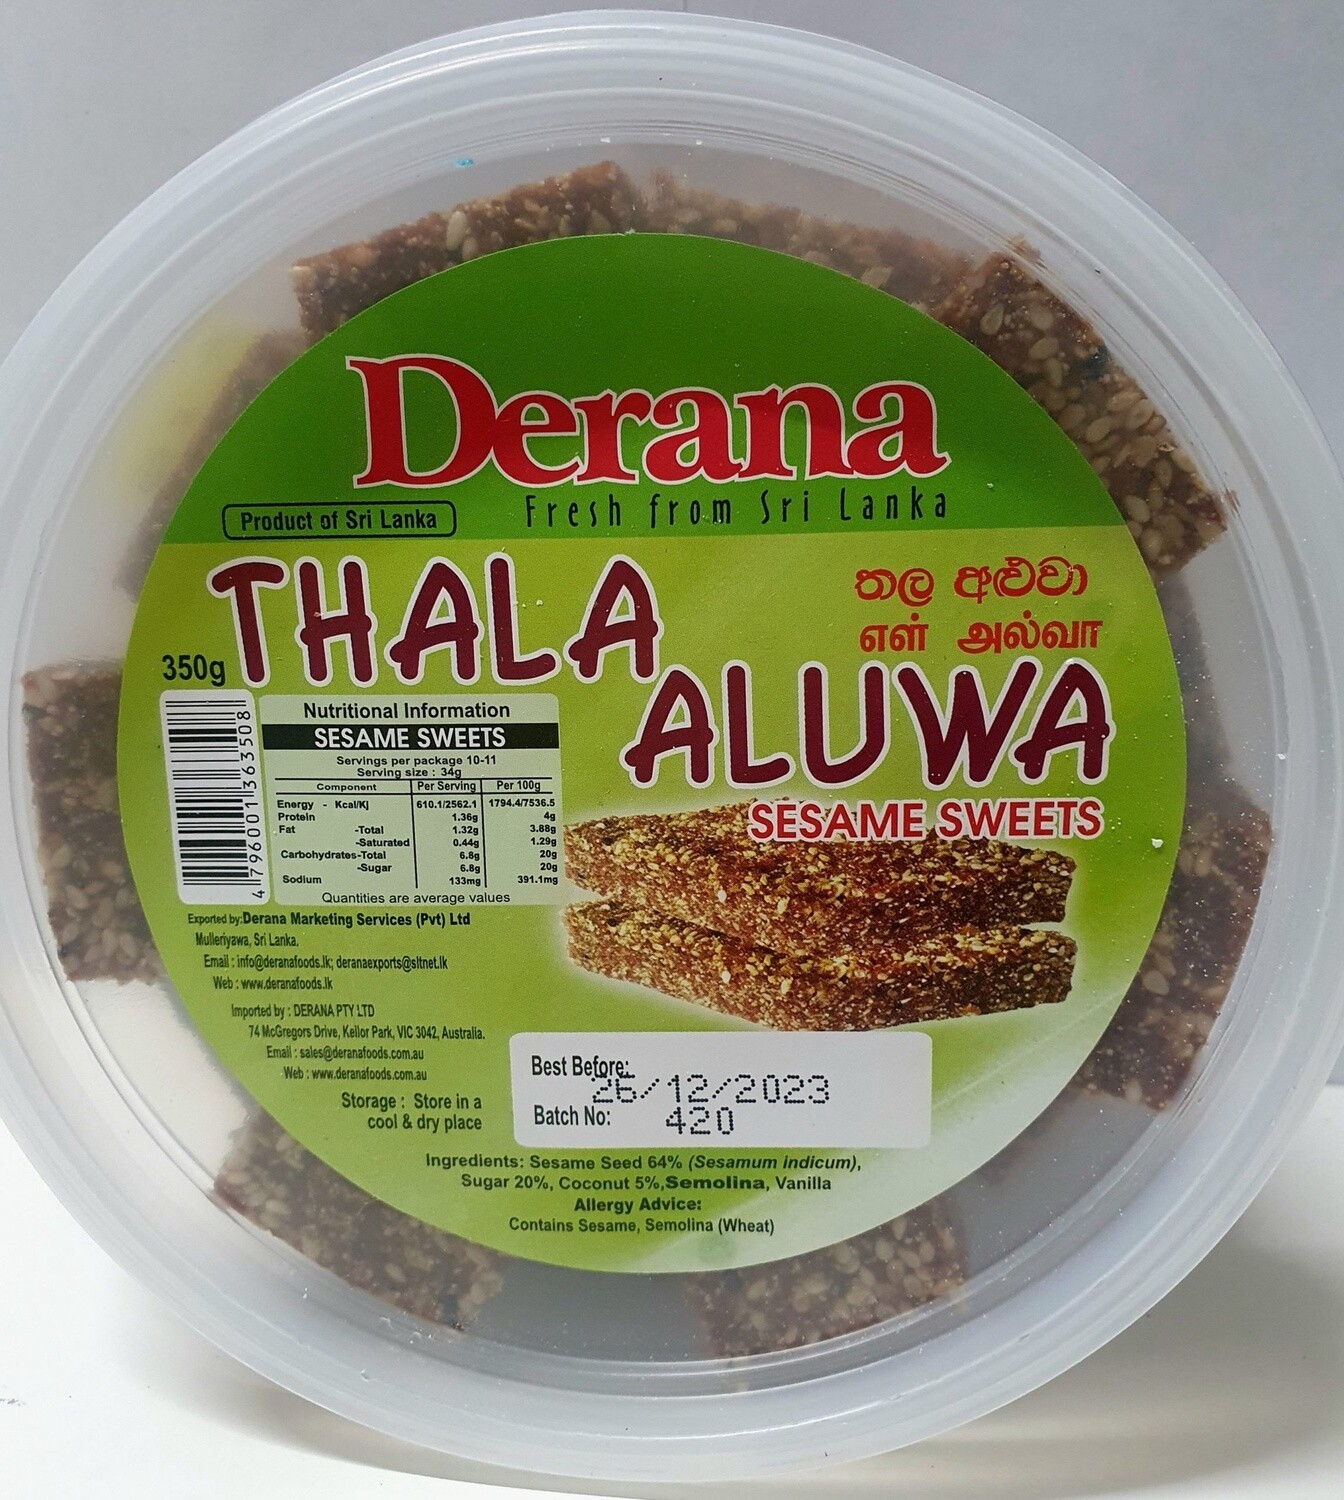 Derana
Fresh from Sri Lanka
Product of Sri Lanka
THALA
ALUWA
තල අළුවා
எள் அல்வா
SESAME SWEETS
350g
4 796001 363508
Nutritional Information
SESAME SWEETS
Servings per package 10-11
Serving size : 34g
Component Per Serving Per 100g
Energy - Kcal/Kj 610.1/2562.1 1794.4/7536.5
Protein 1.36g 4g
Fat -Total 1.32g 3.88g
-Saturated 0.44g 1.29g
Carbohydrates-Total 6.8g 20g
-Sugar 6.8g 20g
Sodium 133mg 391.1mg
Quantities are average values
Exported by:Derana Marketing Services (Pvt) Ltd
Mulleriyawa, Sri Lanka.
Email : info@deranafoods.lk; deranaexports@sltnet.lk
Web : www.deranafoods.lk
Imported by : DERANA PTY LTD
74 McGregors Drive, Keilor Park, VIC 3042, Australia.
Email : sales@deranafoods.com.au
Web : www.deranafoods.com.au
Storage : Store in a
cool & dry place
Best Before:
26/12/2023
Batch No: 420
Ingredients: Sesame Seed 64% (Sesamum indicum),
Sugar 20%, Coconut 5%,Semolina, Vanilla
Allergy Advice:
Contains Sesame, Semolina (Wheat)